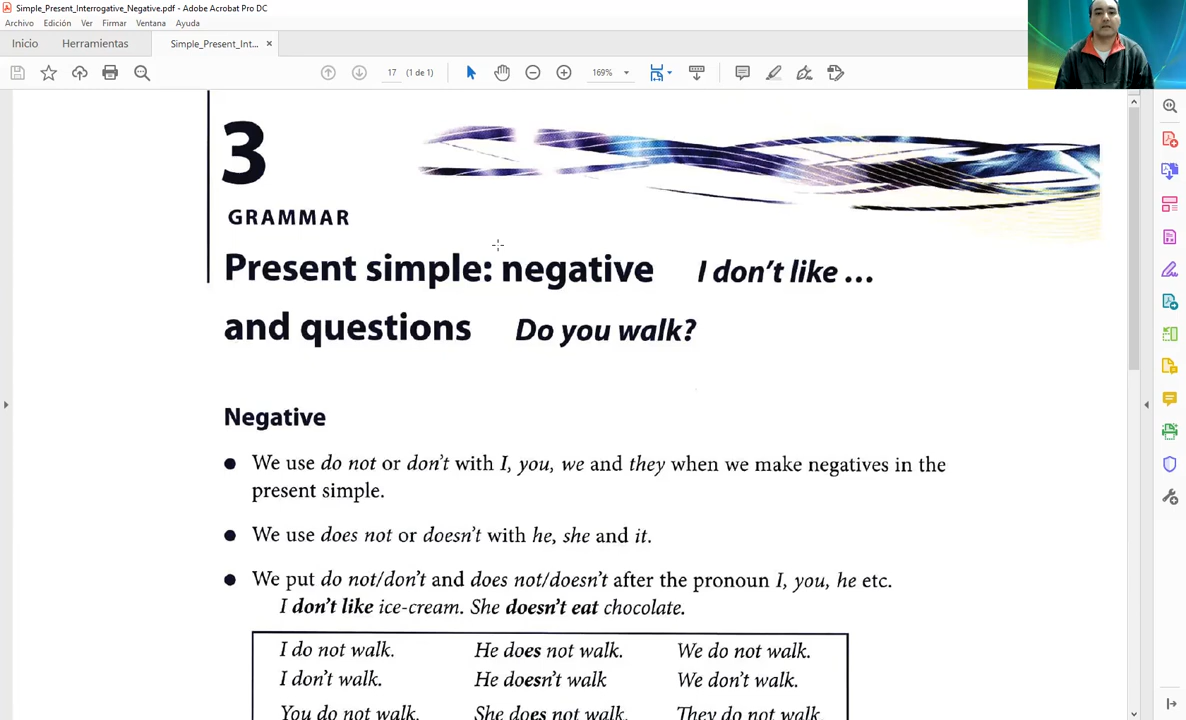 Simple_Present_Interrogative_Negative.pdf - Adobe Acrobat Pro DC
Archivo Edición Ver Firmar Ventana Ayuda
Inicio Herramientas Simple_Present_Int... ×
17 (1 de 1) 169%
3
GRAMMAR
Present simple: negative I don't like ...
and questions Do you walk?
Negative
● We use do not or don't with I, you, we and they when we make negatives in the
present simple.
● We use does not or doesn't with he, she and it.
● We put do not/don't and does not/doesn't after the pronoun I, you, he etc.
I don't like ice-cream. She doesn't eat chocolate.
I do not walk. He does not walk. We do not walk.
I don't walk. He doesn't walk We don't walk.
You do not walk. She does not walk. They do not walk.